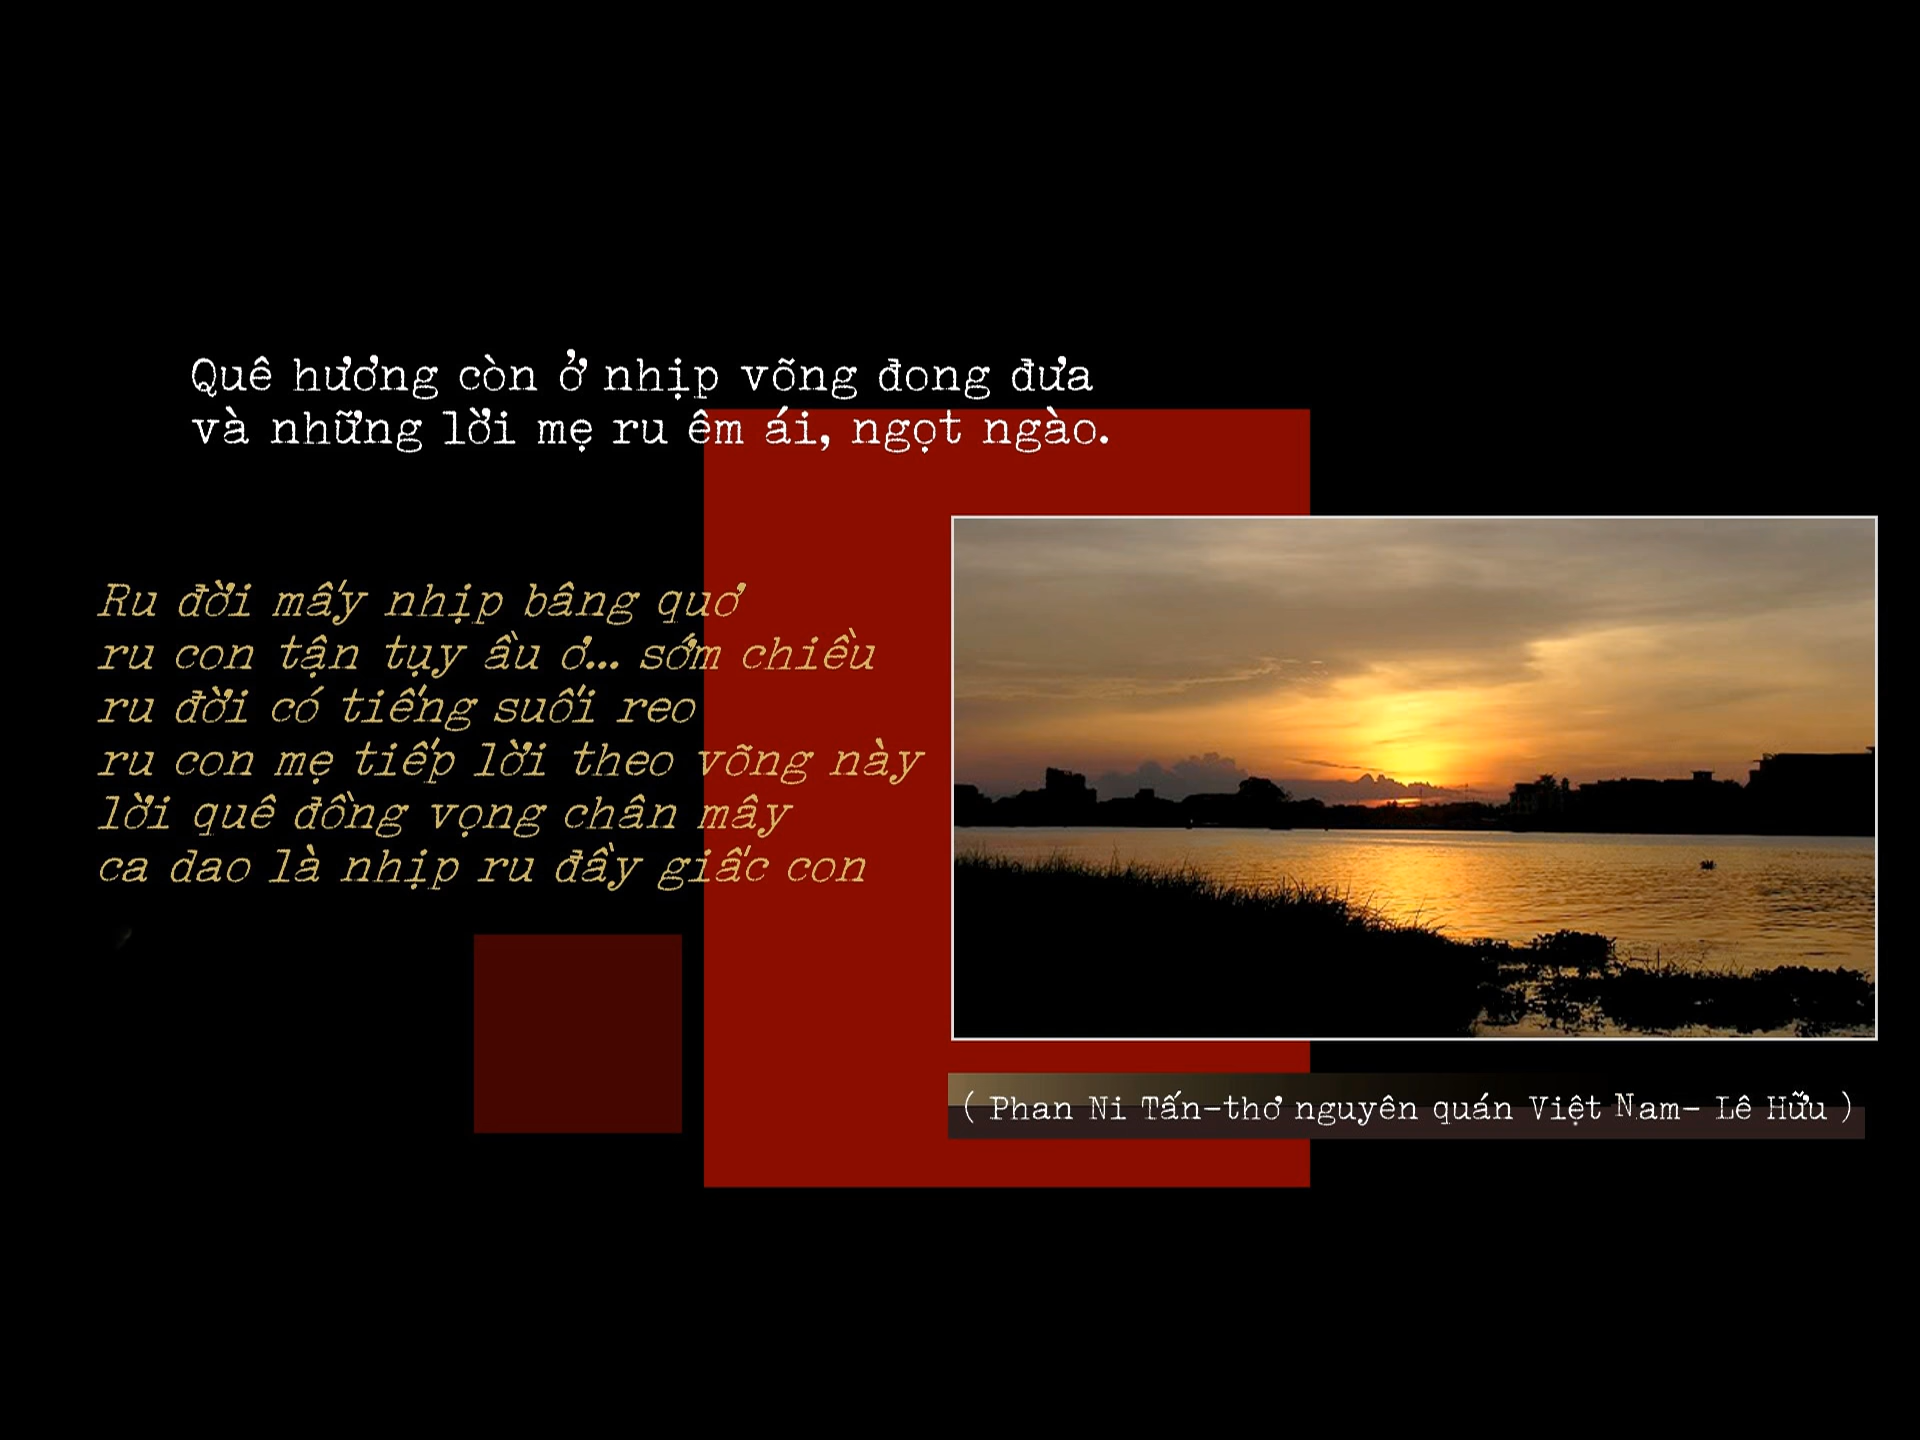 Quê hương còn ở nhịp võng đong đưa
và những lời mẹ ru êm ái, ngọt ngào.
Ru đời mấy nhịp bâng quơ
ru con tận tụy ầu ơ... sớm chiều
ru đời có tiếng suối reo
ru con mẹ tiếp lời theo võng này
lời quê đồng vọng chân mây
ca dao là nhịp ru đầy giấc con
( Phan Ni Tấn-thơ nguyên quán Việt Nam- Lê Hữu )